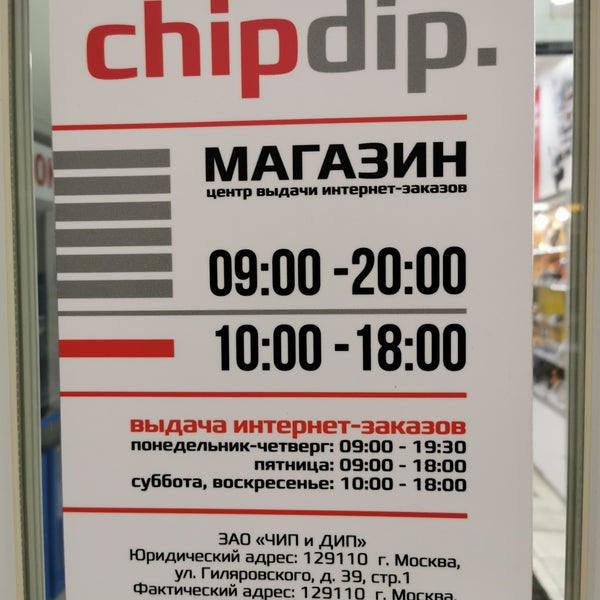 chipdip.
МАГАЗИН
центр выдачи интернет-заказов
09:00 - 20:00
10:00 - 18:00
выдача интернет-заказов
понедельник-четверг: 09:00 - 19:30
пятница: 09:00 - 18:00
суббота, воскресенье: 10:00 - 18:00
ЗАО «ЧИП и ДИП»
Юридический адрес: 129110 г. Москва,
ул. Гиляровского, д. 39, стр.1
Фактический адрес: 129110 г. Москва,